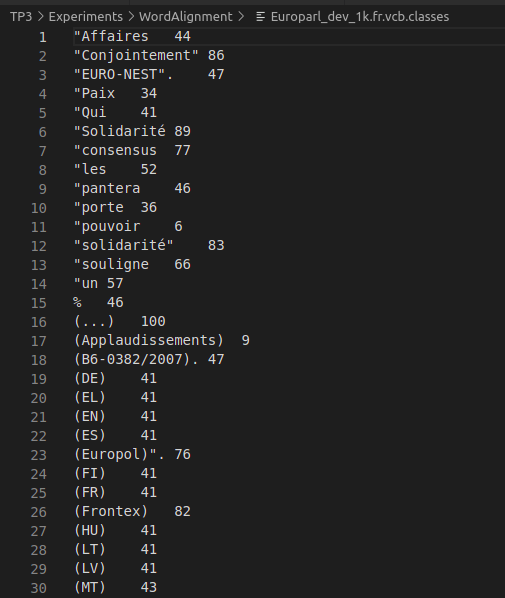 TP3 > Experiments > WordAlignment > Europarl_dev_1k.fr.vcb.classes
1 "Affaires 44
2 "Conjointement" 86
3 "EURO-NEST". 47
4 "Paix 34
5 "Qui 41
6 "Solidarité 89
7 "consensus 77
8 "les 52
9 "pantera 46
10 "porte 36
11 "pouvoir 6
12 "solidarité" 83
13 "souligne 66
14 "un 57
15 % 46
16 (...) 100
17 (Applaudissements) 9
18 (B6-0382/2007). 47
19 (DE) 41
20 (EL) 41
21 (EN) 41
22 (ES) 41
23 (Europol)". 76
24 (FI) 41
25 (FR) 41
26 (Frontex) 82
27 (HU) 41
28 (LT) 41
29 (LV) 41
30 (MT) 43